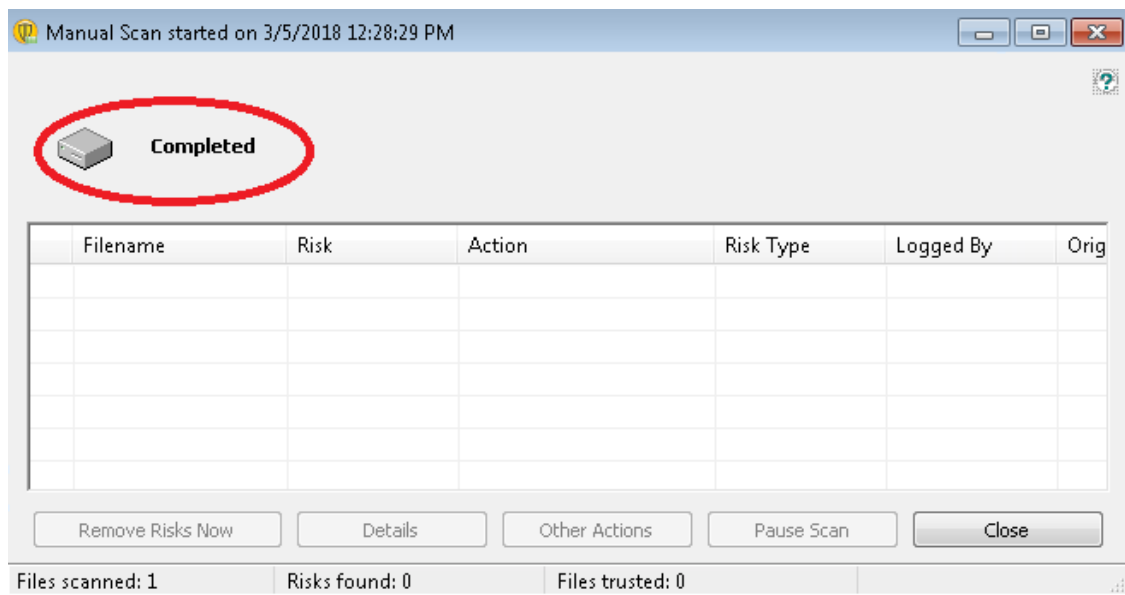 Manual Scan started on 3/5/2018 12:28:29 PM
?
Completed
Filename Risk Action Risk Type Logged By Orig
Remove Risks Now Details Other Actions Pause Scan Close
Files scanned: 1 Risks found: 0 Files trusted: 0